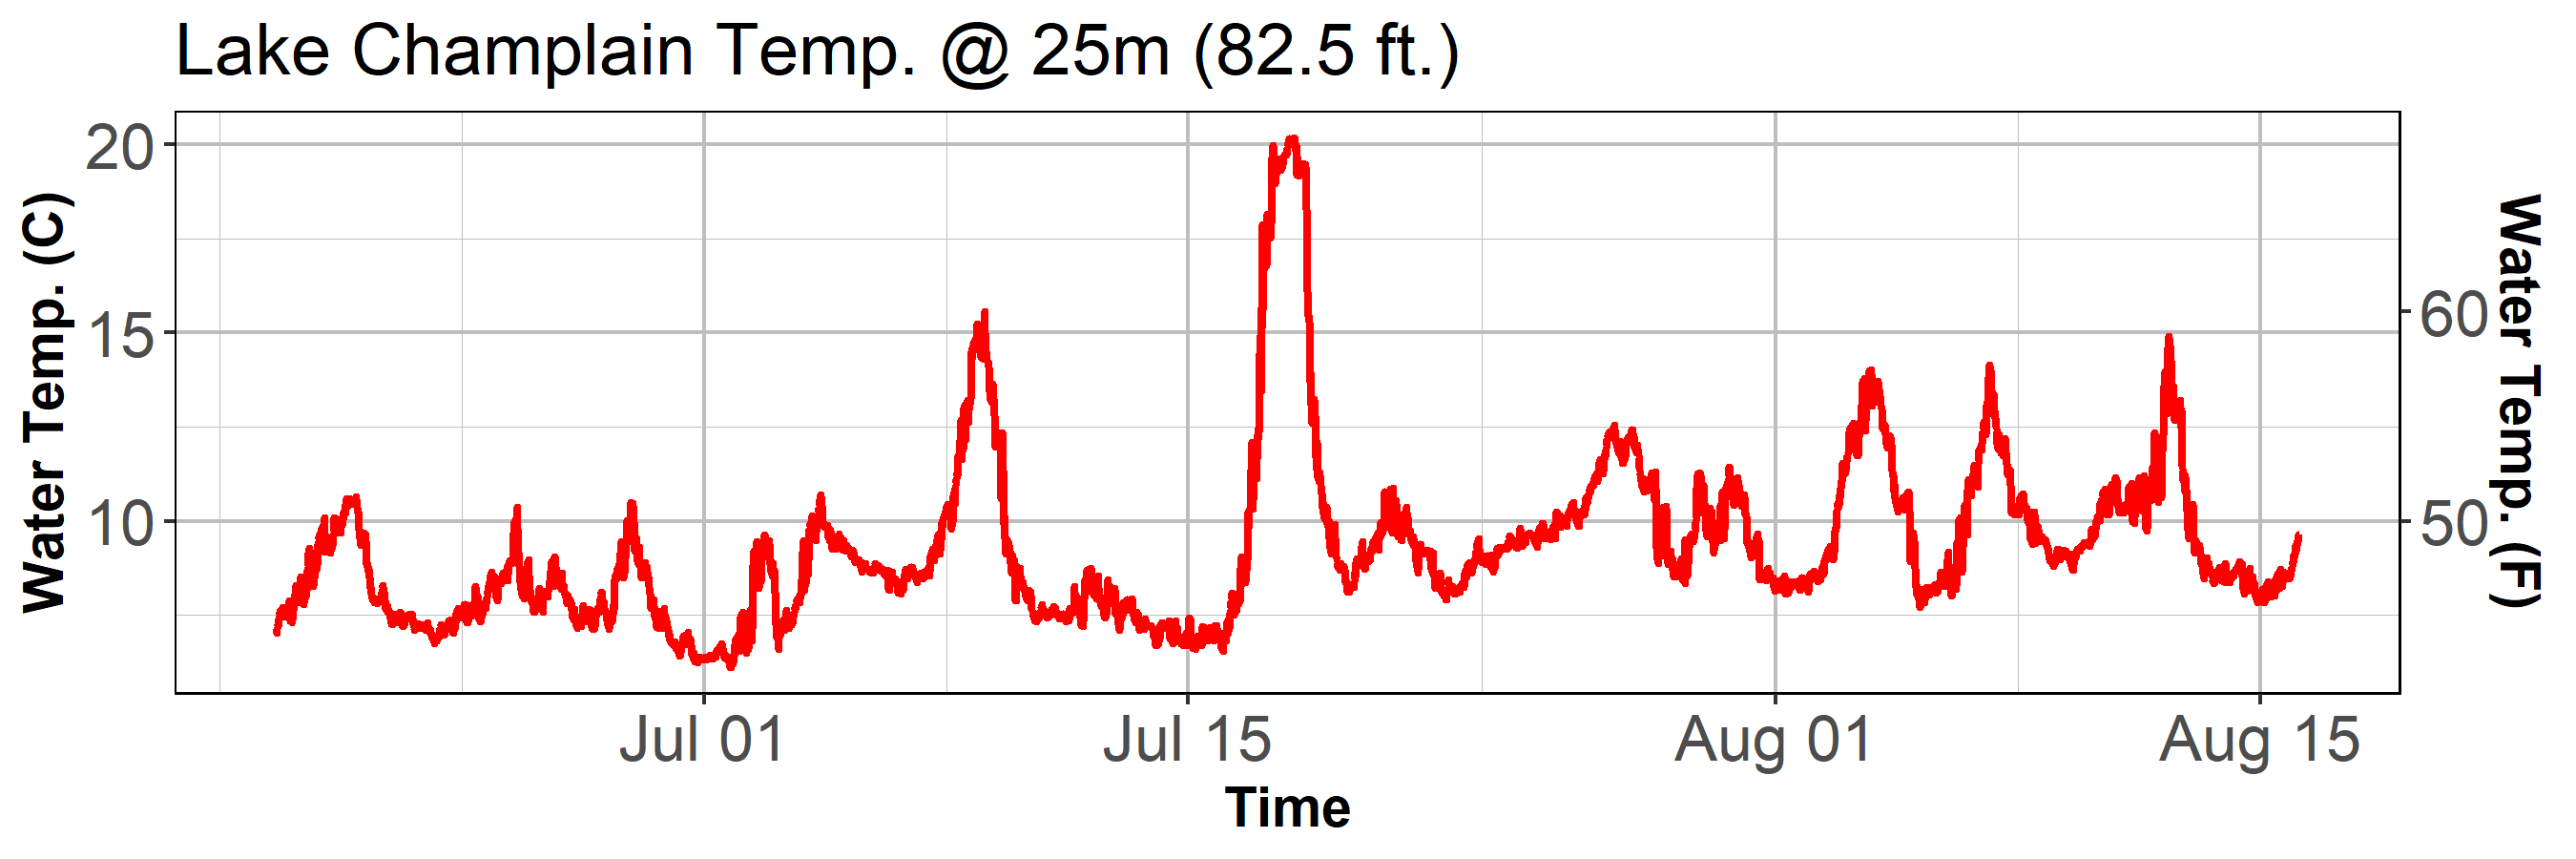 Lake Champlain Temp. @ 25m (82.5 ft.)
Water Temp. (C)
20
15
10
60
50
Water Temp. (F)
Jul 01
Jul 15
Aug 01
Aug 15
Time